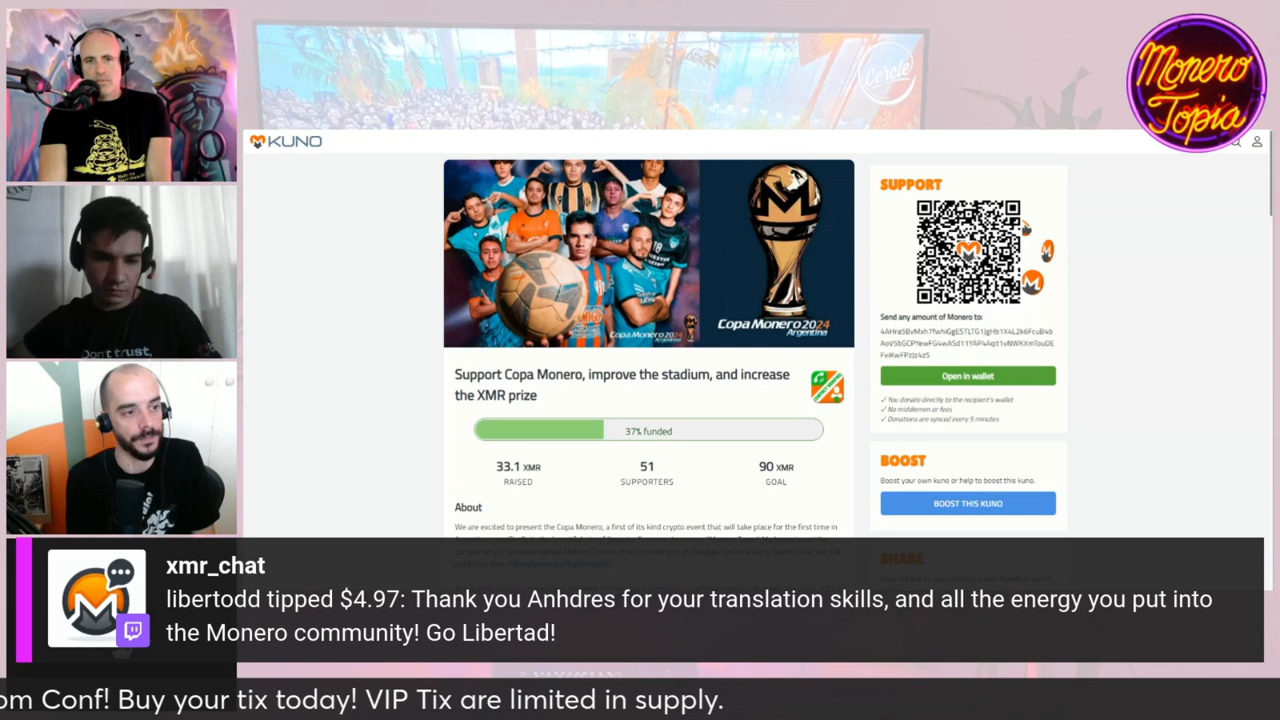 Monero
Topia
Cercle
KUNO
Copa Monero 2024
Argentina
Copa Monero 2024
Argentina
SUPPORT
Send any amount of Monero to:
Open in wallet
✓ You donate directly to the recipient's wallet
✓ No middlemen or fees
✓ Donations are synced every 5 minutes
Support Copa Monero, improve the stadium, and increase
the XMR prize
37% funded
33.1 XMR
RAISED
51
SUPPORTERS
90 XMR
GOAL
About
We are excited to present the Copa Monero, a first of its kind crypto event that will take place for the first time in
BOOST
Boost your own kuno or help to boost this kuno.
BOOST THIS KUNO
SHARE
Don't trust,
xmr_chat
libertodd tipped $4.97: Thank you Anhdres for your translation skills, and all the energy you put into
the Monero community! Go Libertad!
om Conf! Buy your tix today! VIP Tix are limited in supply.